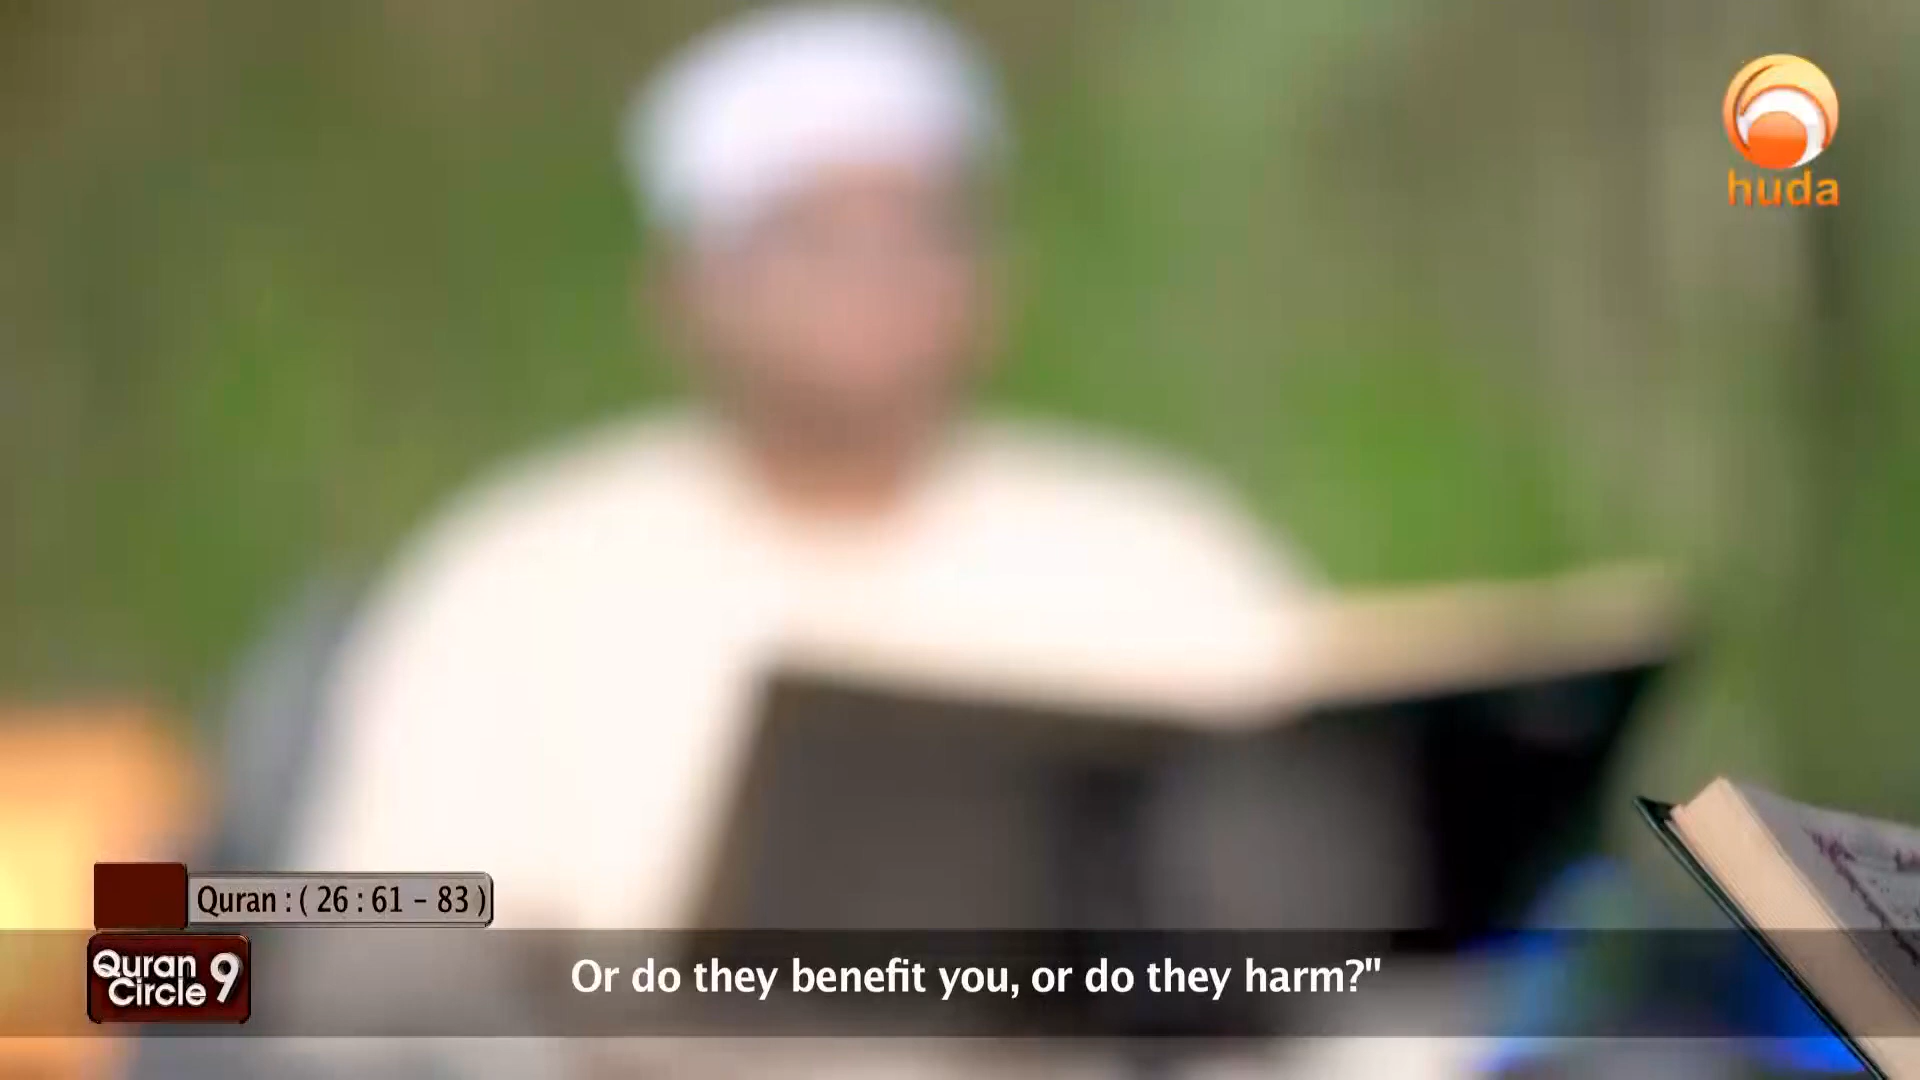 huda
Quran : ( 26 : 61 - 83 )
Quran
Circle 9
Or do they benefit you, or do they harm?"